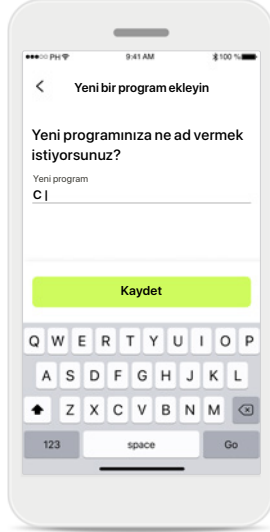 PH 9:41 AM 100 %
Yeni bir program ekleyin
Yeni programınıza ne ad vermek
istiyorsunuz?
Yeni program
C |
Kaydet
Q W E R T Y U I O P
A S D F G H J K L
Z X C V B N M
123 space Go